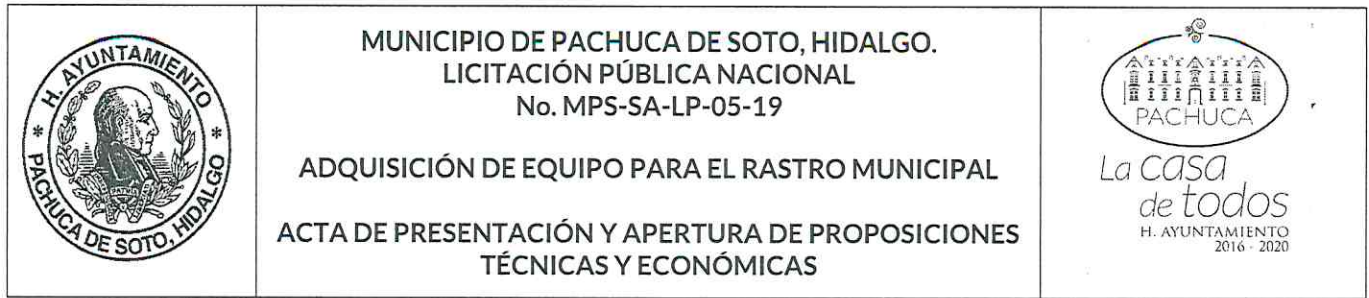 H. AYUNTAMIENTO
* PACHUCA DE SOTO, HIDALGO *
PATRIA
MUNICIPIO DE PACHUCA DE SOTO, HIDALGO.
LICITACIÓN PÚBLICA NACIONAL
No. MPS-SA-LP-05-19
ADQUISICIÓN DE EQUIPO PARA EL RASTRO MUNICIPAL
ACTA DE PRESENTACIÓN Y APERTURA DE PROPOSICIONES
TÉCNICAS Y ECONÓMICAS
PACHUCA
La casa
de todos
H. AYUNTAMIENTO
2016 - 2020